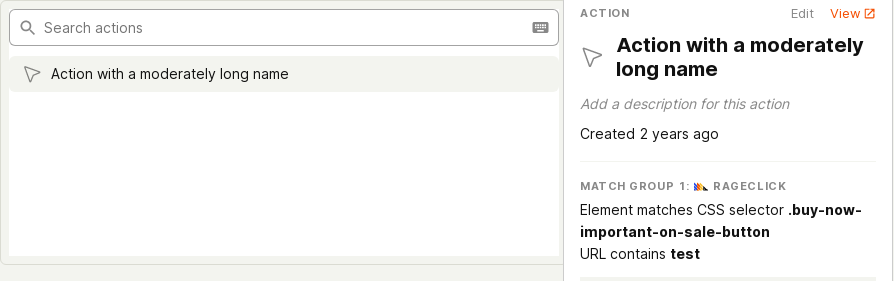 Search actions
Action with a moderately long name
ACTION
Edit
View
Action with a moderately
long name
Add a description for this action
Created 2 years ago
MATCH GROUP 1: RAGECLICK
Element matches CSS selector .buy-now-
important-on-sale-button
URL contains test